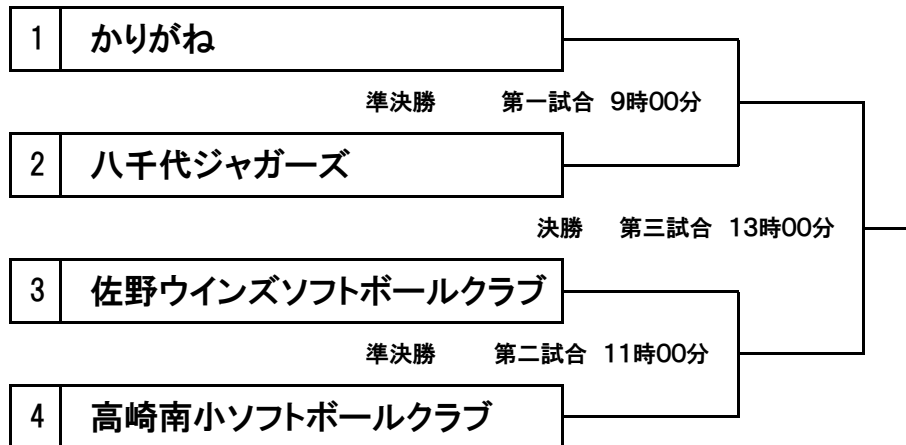 1 かりがね
準決勝 第一試合 9時00分
2 八千代ジャガーズ
決勝 第三試合 13時00分
3 佐野ウインズソフトボールクラブ
準決勝 第二試合 11時00分
4 高崎南小ソフトボールクラブ